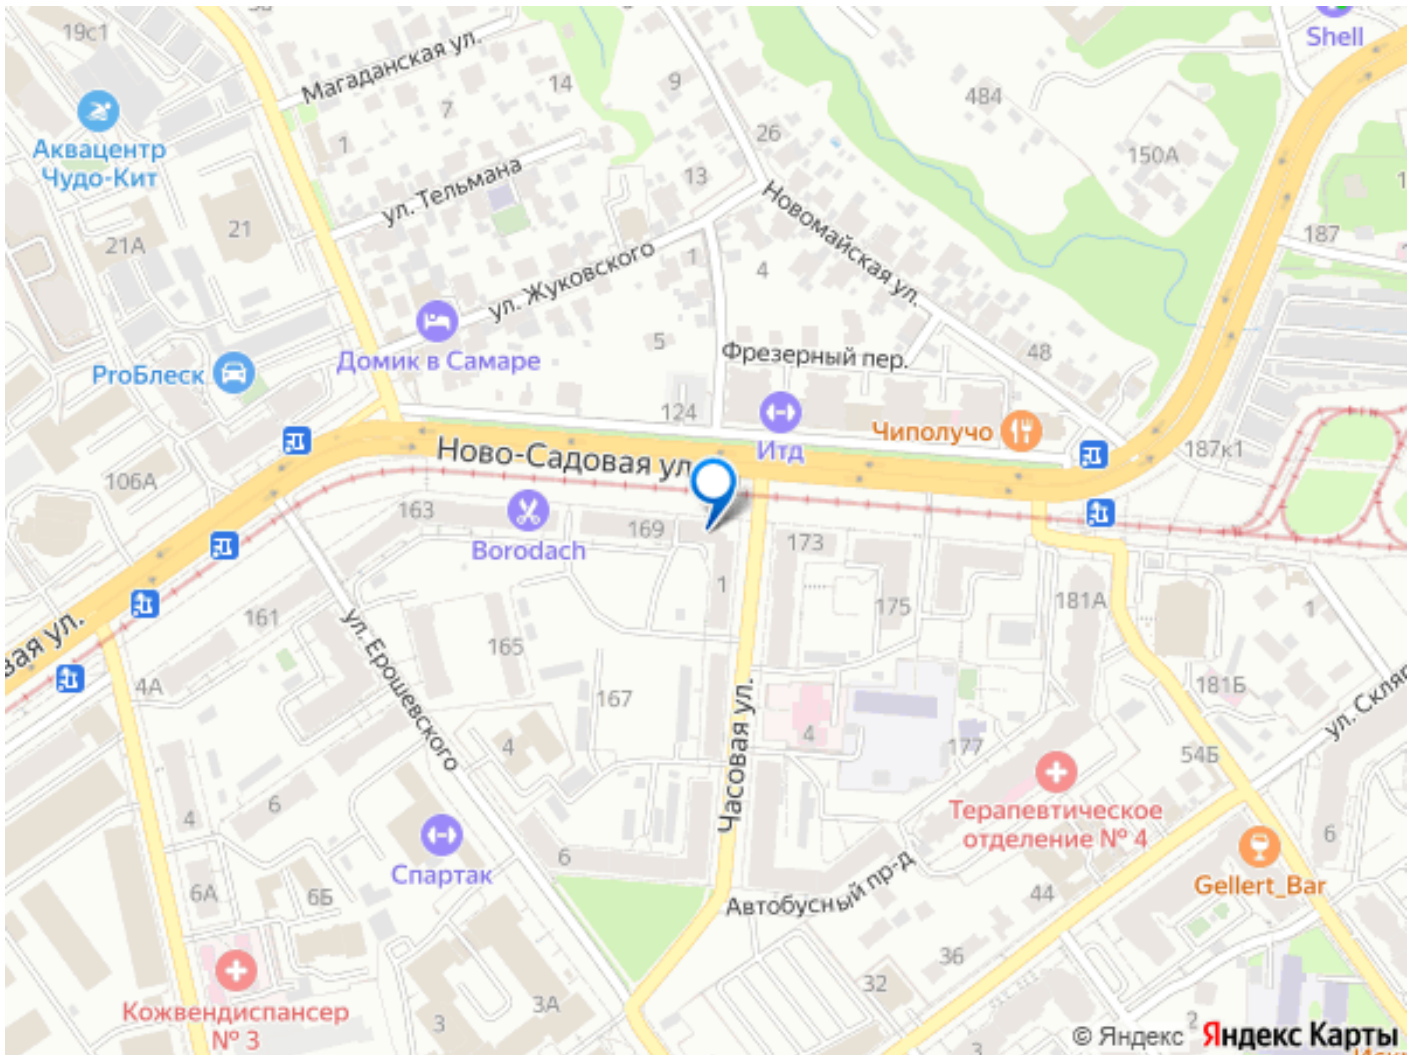 19с1
Магаданская ул.
14
9
Shell
7
484
26
Аквацентр
Чудо-Кит
1
150А
ул. Тельмана
13
Новомайская ул.
21
21А
187
ул. Жуковского
1
4
Домик в Самаре
5
Фрезерный пер.
48
ProБлеск
124
Чиполучо
Итд
Ново-Садовая ул.
187к1
106А
163
Borodach
169
173
1
175
181А
1
161
ул. Ерошевского
165
вая ул.
4А
167
181Б
ул. Скляр
4
4
177
54Б
Часовая ул.
6
4
Терапевтическое
отделение № 4
6
Спартак
6
Gellert_Bar
6А
6Б
Автобусный пр-д
44
36
32
Кожвендиспансер
№ 3
3
3А
2
© Яндекс Яндекс Карты